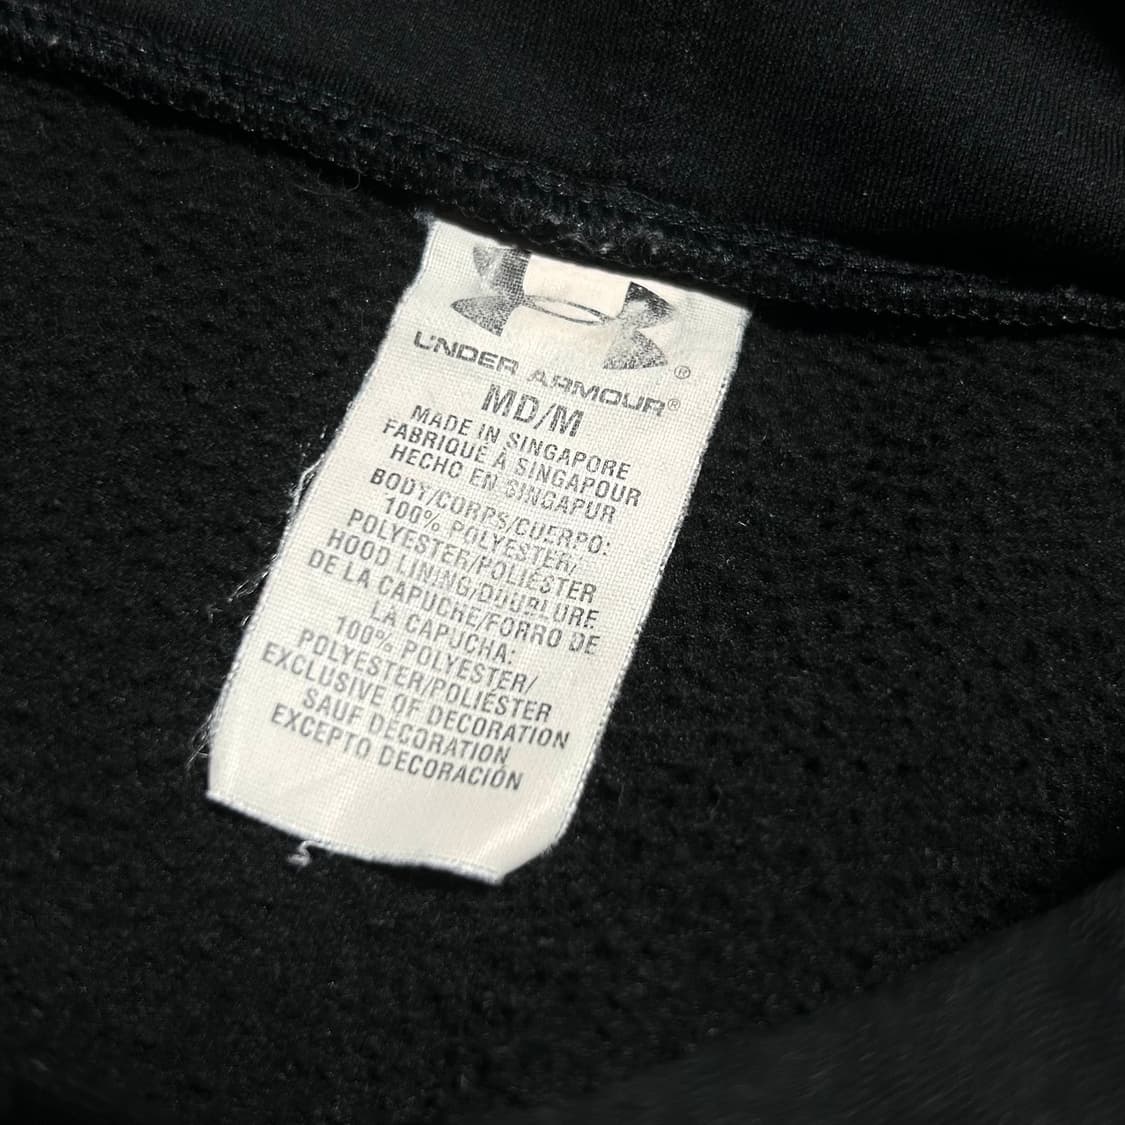 ®
UNDER ARMOUR®
MD/M
MADE IN SINGAPORE
FABRIQUÉ À SINGAPOUR
HECHO EN SINGAPUR
BODY/CORPS/CUERPO:
100% POLYESTER/
POLYESTER/POLIÉSTER
HOOD LINING/DOUBLURE
DE LA CAPUCHE/FORRO DE
LA CAPUCHA:
100% POLYESTER/
POLYESTER/POLIÉSTER
EXCLUSIVE OF DECORATION
SAUF DÉCORATION
EXCEPTO DECORACIÓN